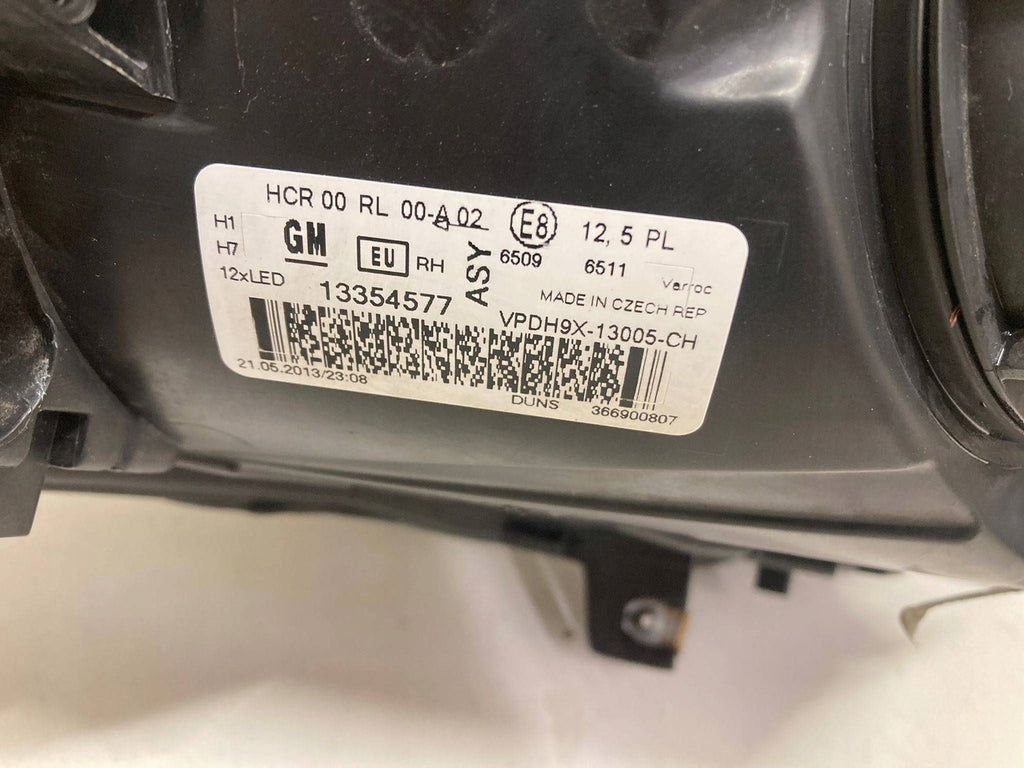 HCR 00 RL 00-A 02 E8 12, 5 PL
H1 GM EU RH ASY 6509 6511
H7
12xLED 13354577 MADE IN CZECH REP
Varroc
VPDH9X-13005-CH
21.05.2013/23:08 DUNS 366900807